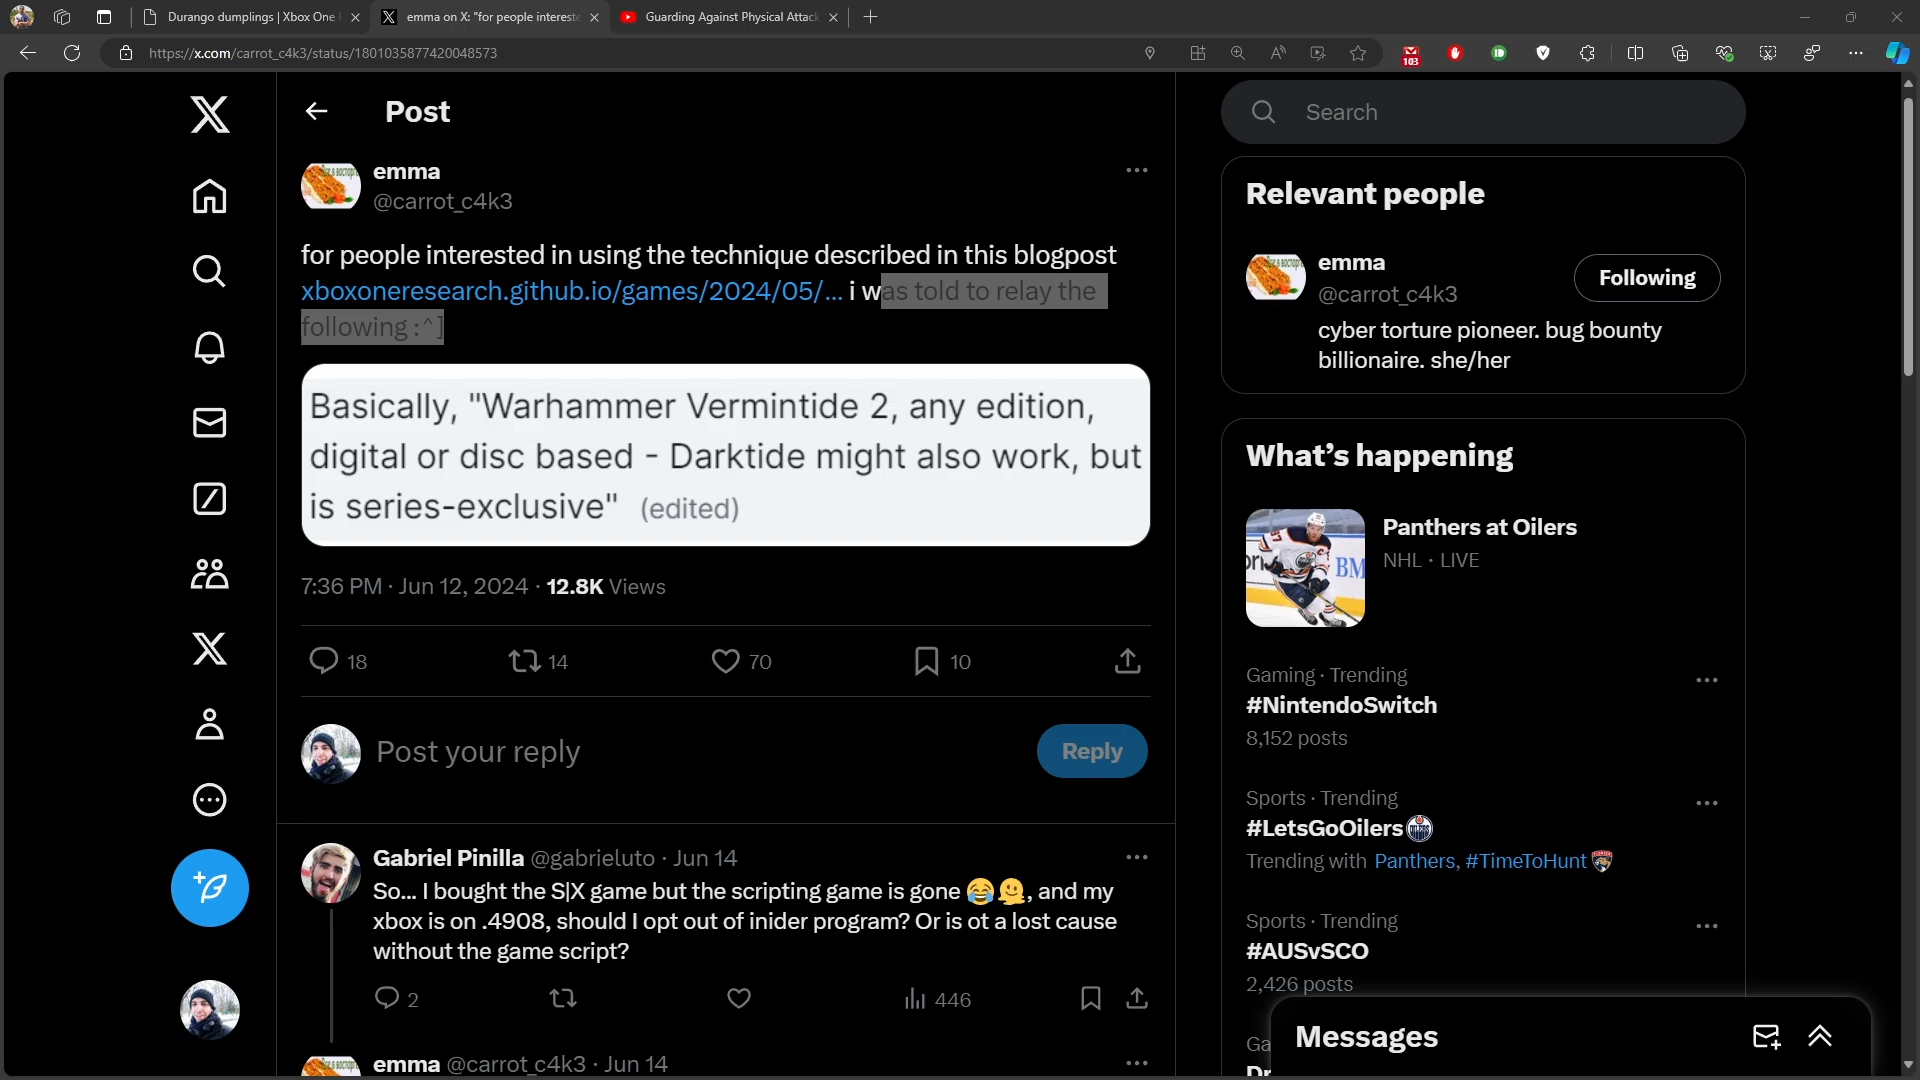 Durango dumplings | Xbox One
emma on X: "for people intereste
Guarding Against Physical Attack
https://x.com/carrot_c4k3/status/1801035877420048573
103
Post
emma
@carrot_c4k3
for people interested in using the technique described in this blogpost
xboxoneresearch.github.io/games/2024/05/... i was told to relay the
following :^]
Basically, "Warhammer Vermintide 2, any edition,
digital or disc based - Darktide might also work, but
is series-exclusive" (edited)
7:36 PM · Jun 12, 2024 · 12.8K Views
18
14
70
10
Post your reply
Reply
Gabriel Pinilla @gabrieluto · Jun 14
So... I bought the S|X game but the scripting game is gone 😂🫠, and my
xbox is on .4908, should I opt out of inider program? Or is ot a lost cause
without the game script?
2
446
emma @carrot_c4k3 · Jun 14
Search
Relevant people
emma
@carrot_c4k3
Following
cyber torture pioneer. bug bounty
billionaire. she/her
What's happening
Panthers at Oilers
NHL · LIVE
Gaming · Trending
#NintendoSwitch
8,152 posts
Sports · Trending
#LetsGoOilers
Trending with Panthers, #TimeToHunt
Sports · Trending
#AUSvSCO
2,426 posts
Messages